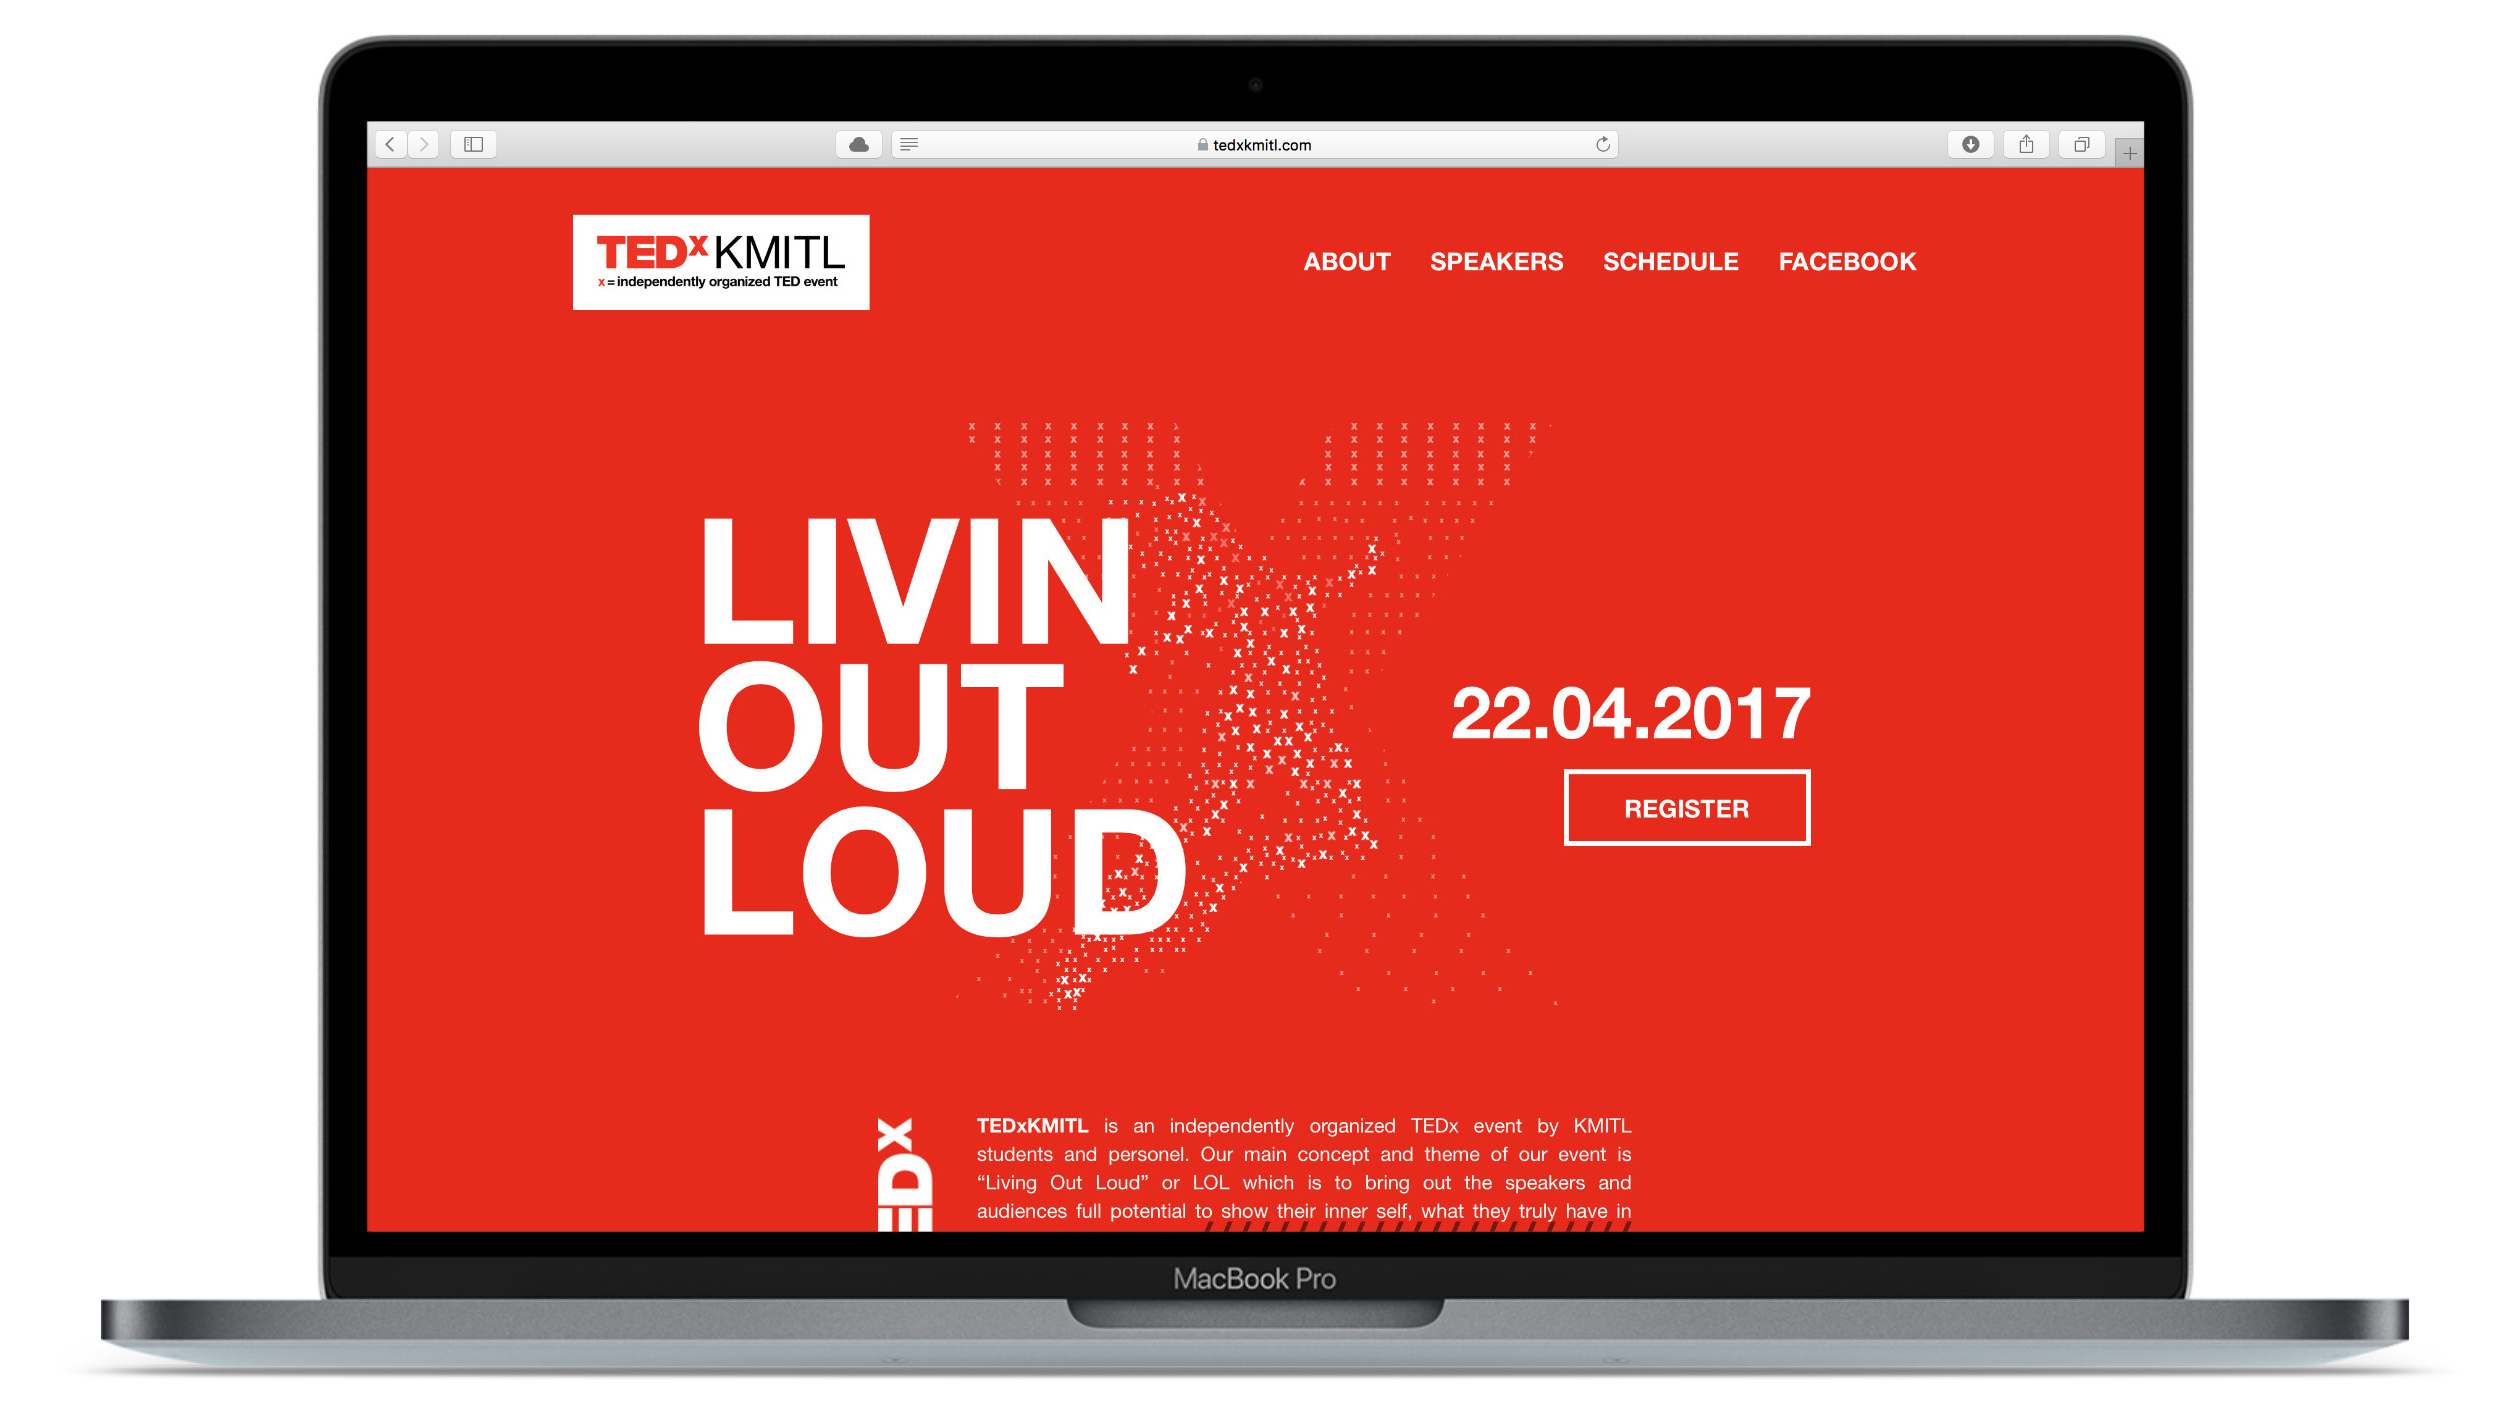 tedxkmitl.com
TEDx KMITL
x = independently organized TED event
ABOUT SPEAKERS SCHEDULE FACEBOOK
LIVIN
OUT
LOUD
22.04.2017
REGISTER
EDx
TEDxKMITL is an independently organized TEDx event by KMITL
students and personel. Our main concept and theme of our event is
“Living Out Loud” or LOL which is to bring out the speakers and
audiences full potential to show their inner self, what they truly have in
MacBook Pro